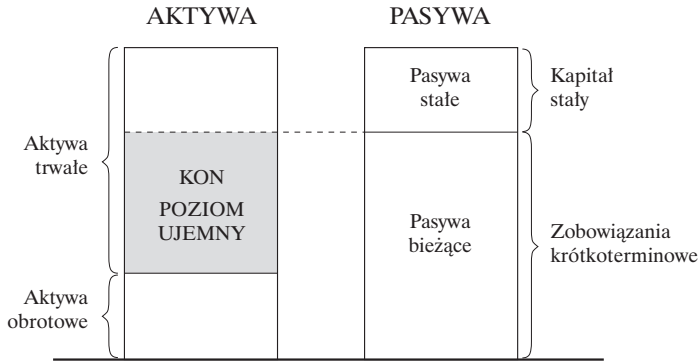 AKTYWA
PASYWA
Aktywa
trwałe
KON
POZIOM
UJEMNY
Aktywa
obrotowe
Pasywa
stałe
Kapitał
stały
Pasywa
bieżące
Zobowiązania
krótkoterminowe